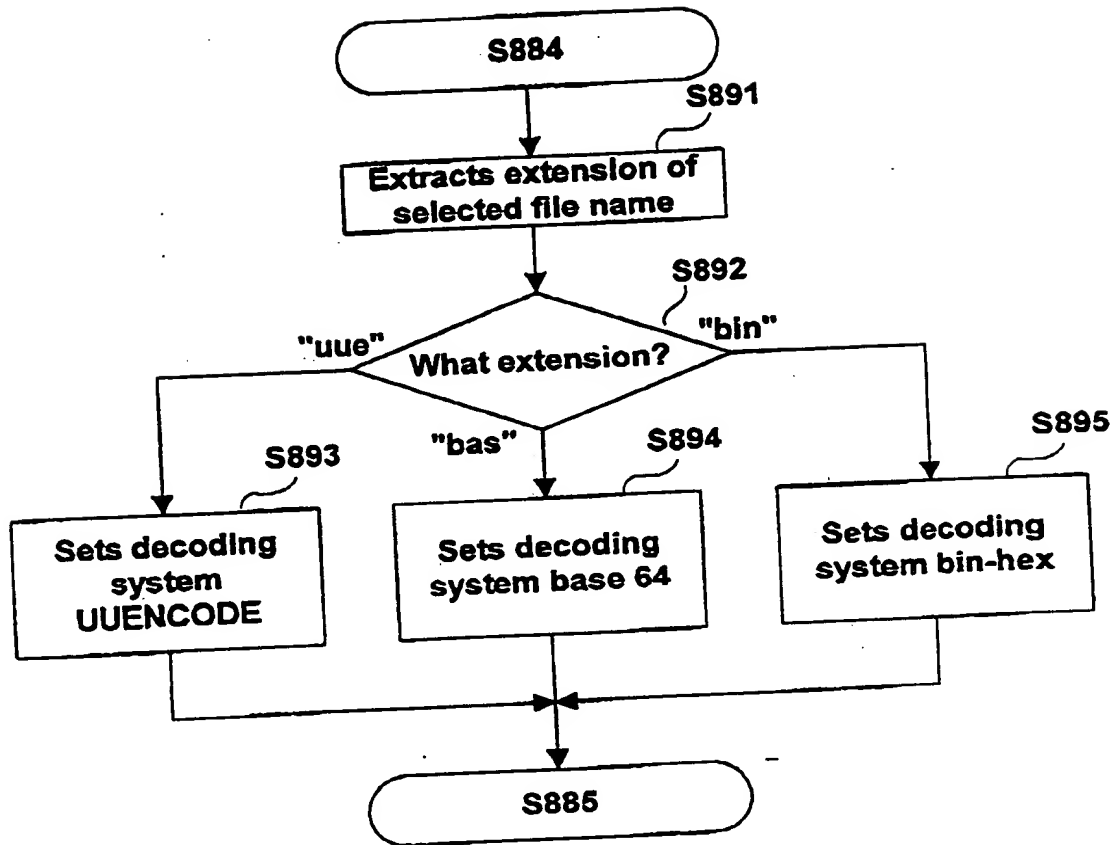 S884
S891
Extracts extension of
selected file name
S892
"uue"
"bin"
What extension?
"bas"
S893
S894
S895
Sets decoding
system
UUENCODE
Sets decoding
system base 64
Sets decoding
system bin-hex
S885